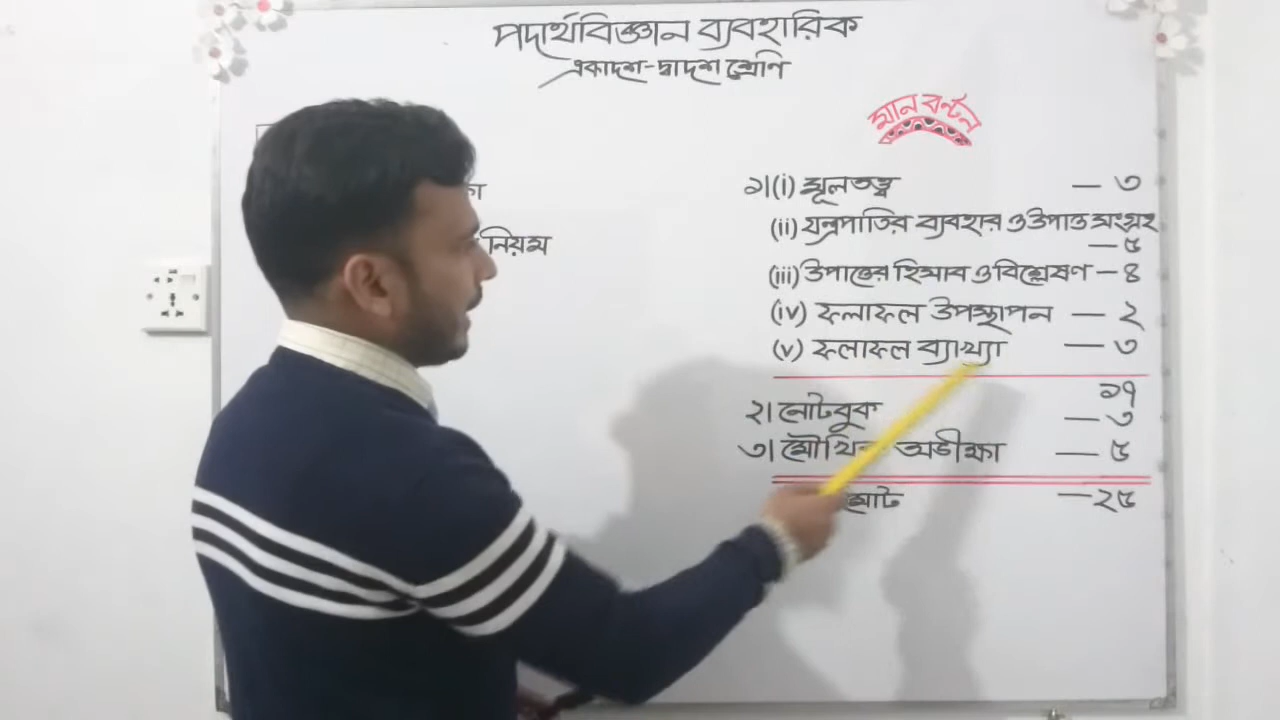 পদার্থবিজ্ঞান ব্যবহারিক
একাদশ-দ্বাদশ শ্রেণি
মান বন্টন
নিয়ম
১।(i) মূলতত্ত্ব — ৩
(ii) যন্ত্রপাতির ব্যবহার ও উপাত্ত সংগ্রহ
— ৫
(iii) উপাত্তের হিসাব ও বিশ্লেষণ — ৪
(iv) ফলাফল উপস্থাপন — ২
(v) ফলাফল ব্যাখ্যা — ৩
১৭
২। নোটবুক — ৩
৩। মৌখিক অভীক্ষা — ৫
মোট — ২৫